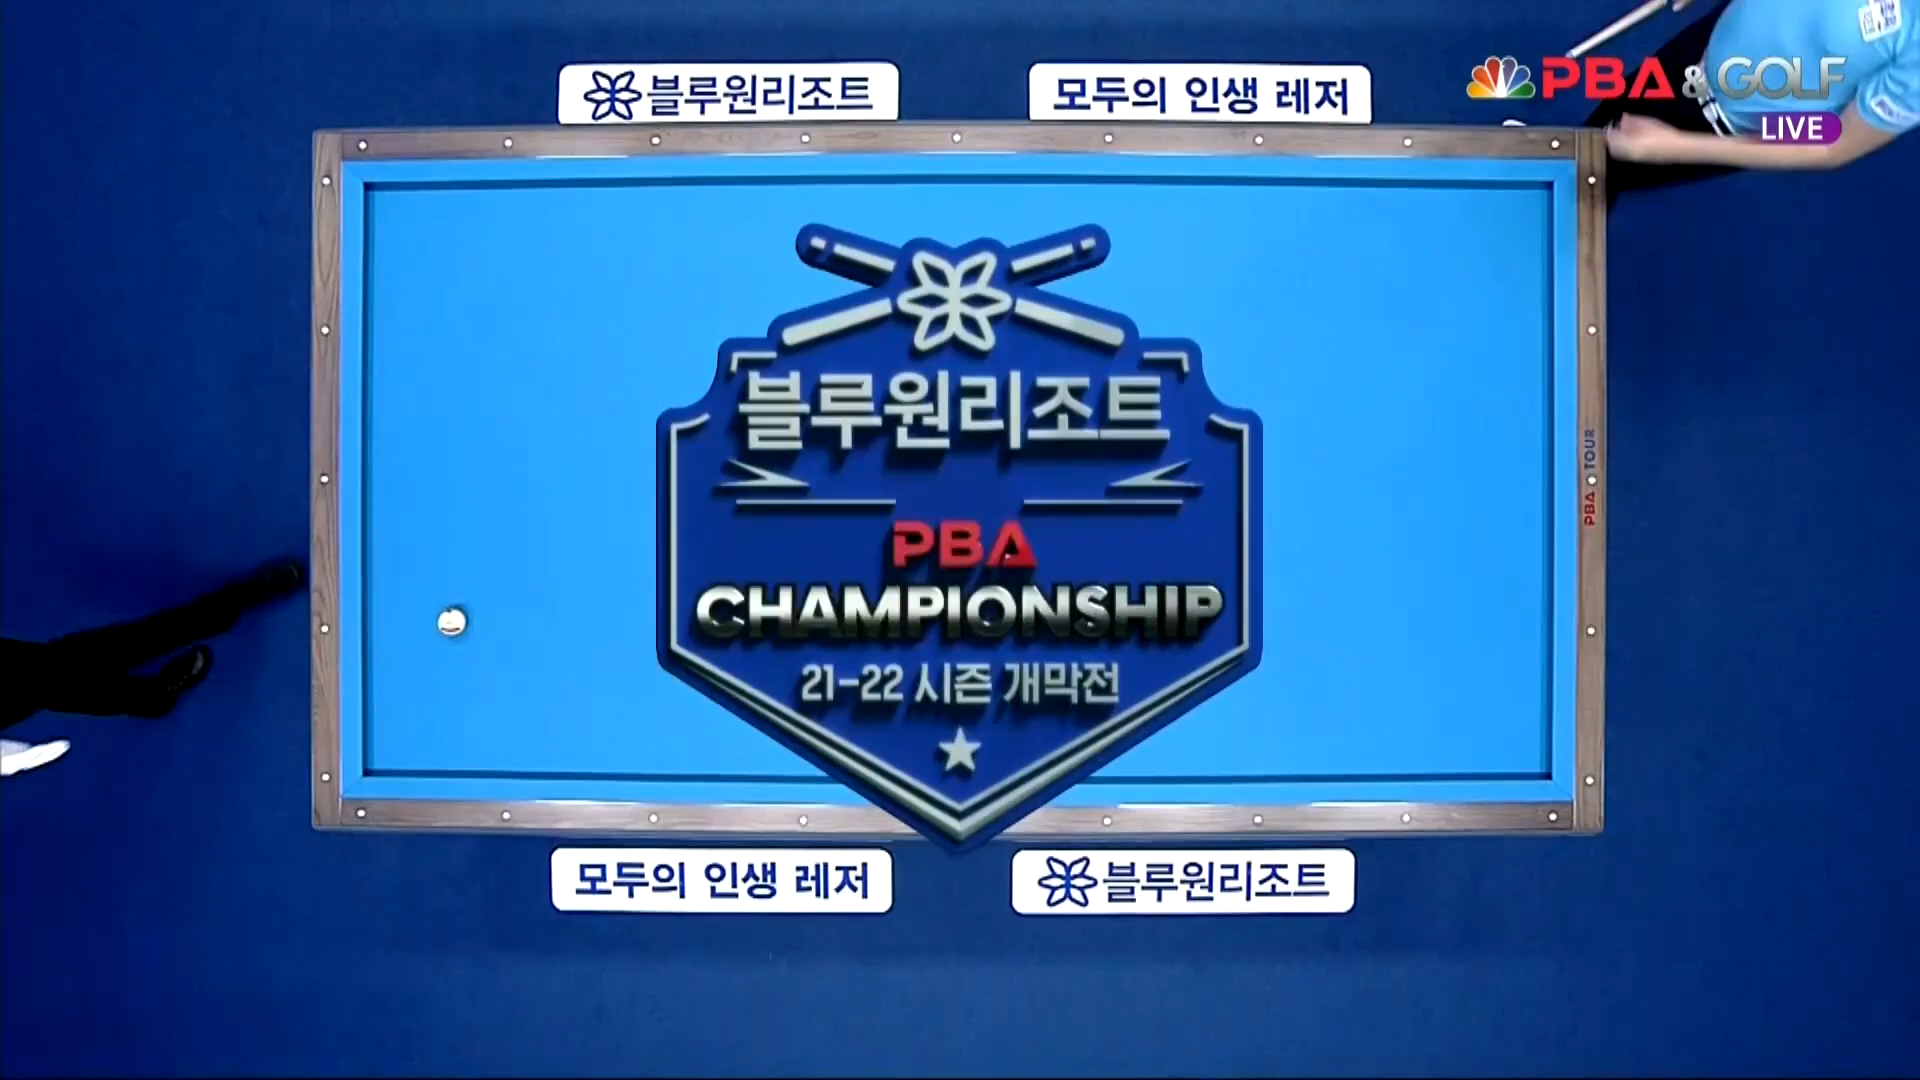 블루원리조트
모두의 인생 레저
PBA & GOLF
LIVE
블루원리조트
PBA
CHAMPIONSHIP
21-22 시즌 개막전
PBA TOUR
모두의 인생 레저
블루원리조트